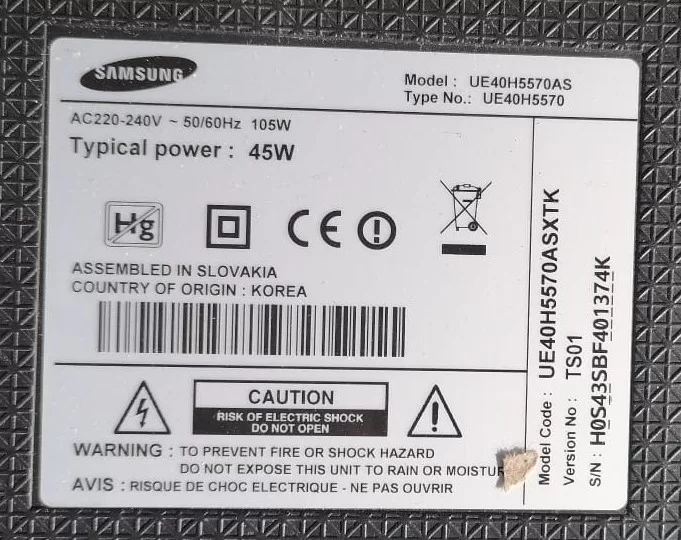 SAMSUNG
Model : UE40H5570AS
Type No.: UE40H5570
AC220-240V ~ 50/60Hz 105W
Typical power : 45W
Hg
CE
ASSEMBLED IN SLOVAKIA
COUNTRY OF ORIGIN : KOREA
CAUTION
RISK OF ELECTRIC SHOCK
DO NOT OPEN
WARNING : TO PREVENT FIRE OR SHOCK HAZARD
DO NOT EXPOSE THIS UNIT TO RAIN OR
AVIS : RISQUE DE CHOC ELECTRIQUE - NE PAS OUVRIR
Model Code : UE40H5570ASXTK
Version No : TS01
S/N : H0S43SBF401374K